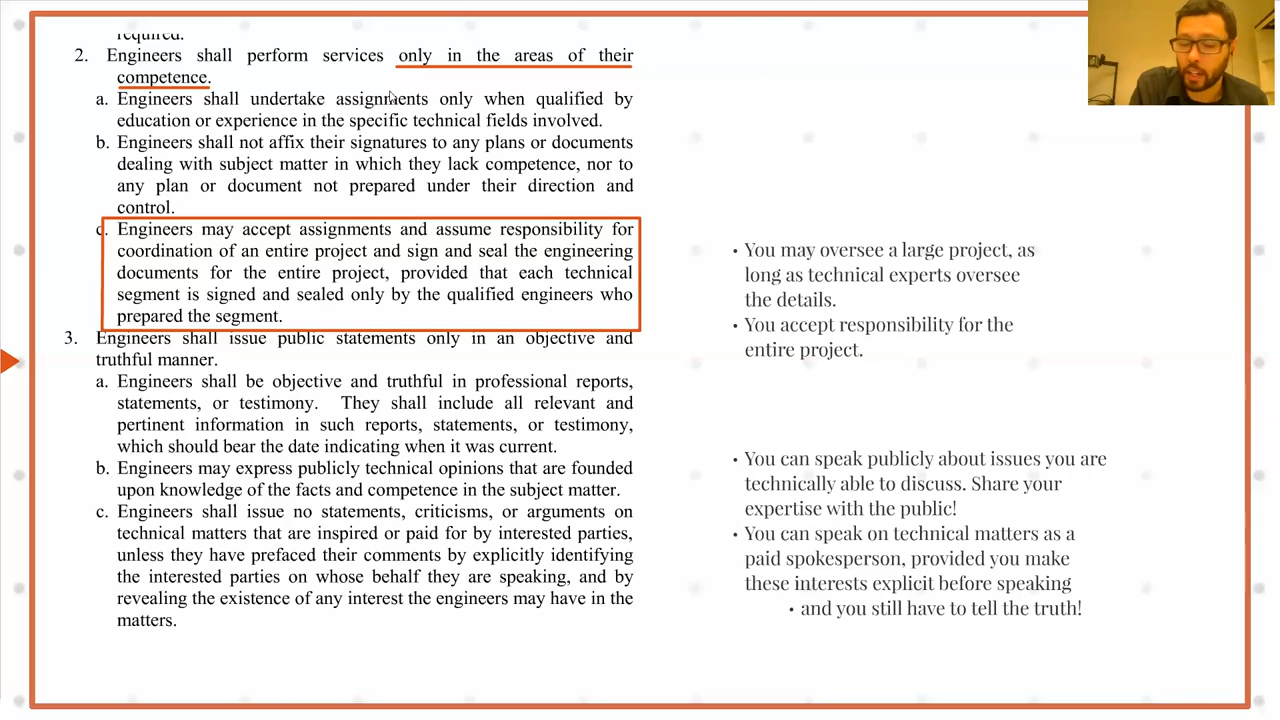 required.
2. Engineers shall perform services only in the areas of their
competence.
a. Engineers shall undertake assignments only when qualified by
education or experience in the specific technical fields involved.
b. Engineers shall not affix their signatures to any plans or documents
dealing with subject matter in which they lack competence, nor to
any plan or document not prepared under their direction and
control.
c. Engineers may accept assignments and assume responsibility for
coordination of an entire project and sign and seal the engineering
documents for the entire project, provided that each technical
segment is signed and sealed only by the qualified engineers who
prepared the segment.
3. Engineers shall issue public statements only in an objective and
truthful manner.
a. Engineers shall be objective and truthful in professional reports,
statements, or testimony. They shall include all relevant and
pertinent information in such reports, statements, or testimony,
which should bear the date indicating when it was current.
b. Engineers may express publicly technical opinions that are founded
upon knowledge of the facts and competence in the subject matter.
c. Engineers shall issue no statements, criticisms, or arguments on
technical matters that are inspired or paid for by interested parties,
unless they have prefaced their comments by explicitly identifying
the interested parties on whose behalf they are speaking, and by
revealing the existence of any interest the engineers may have in the
matters.
• You may oversee a large project, as
long as technical experts oversee
the details.
• You accept responsibility for the
entire project.
• You can speak publicly about issues you are
technically able to discuss. Share your
expertise with the public!
• You can speak on technical matters as a
paid spokesperson, provided you make
these interests explicit before speaking
• and you still have to tell the truth!